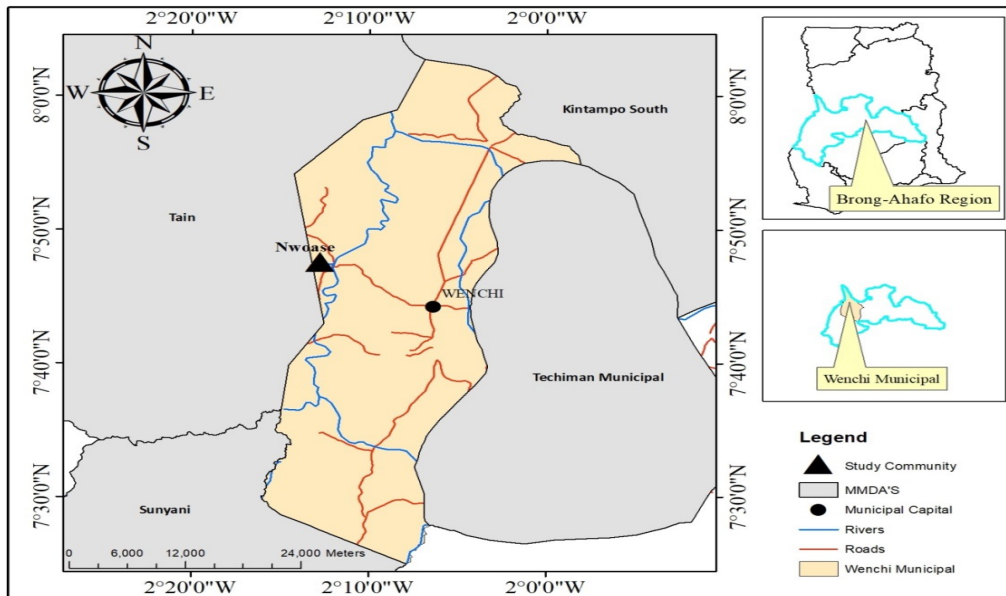 2°20'0"W 2°10'0"W 2°0'0"W
N
W E
S
8°0'0"N
7°50'0"N
7°40'0"N
7°30'0"N
Kintampo South
Tain
Nwoase
WENCHI
Techiman Municipal
Sunyani
0 6,000 12,000 24,000 Meters
2°20'0"W 2°10'0"W 2°0'0"W
8°0'0"N
7°50'0"N
7°40'0"N
7°30'0"N
Brong-Ahafo Region
Wenchi Municipal
Legend
Study Community
MMDA'S
Municipal Capital
Rivers
Roads
Wenchi Municipal